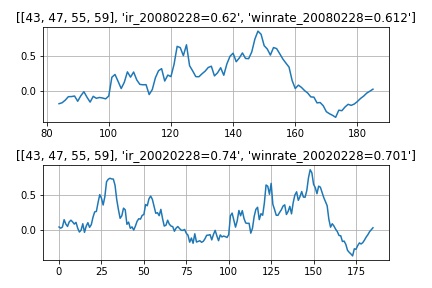 [[43, 47, 55, 59], 'ir_20080228=0.62', 'winrate_20080228=0.612']
0.5
0.0
80 100 120 140 160 180
[[43, 47, 55, 59], 'ir_20020228=0.74', 'winrate_20020228=0.701']
0.5
0.0
0 25 50 75 100 125 150 175